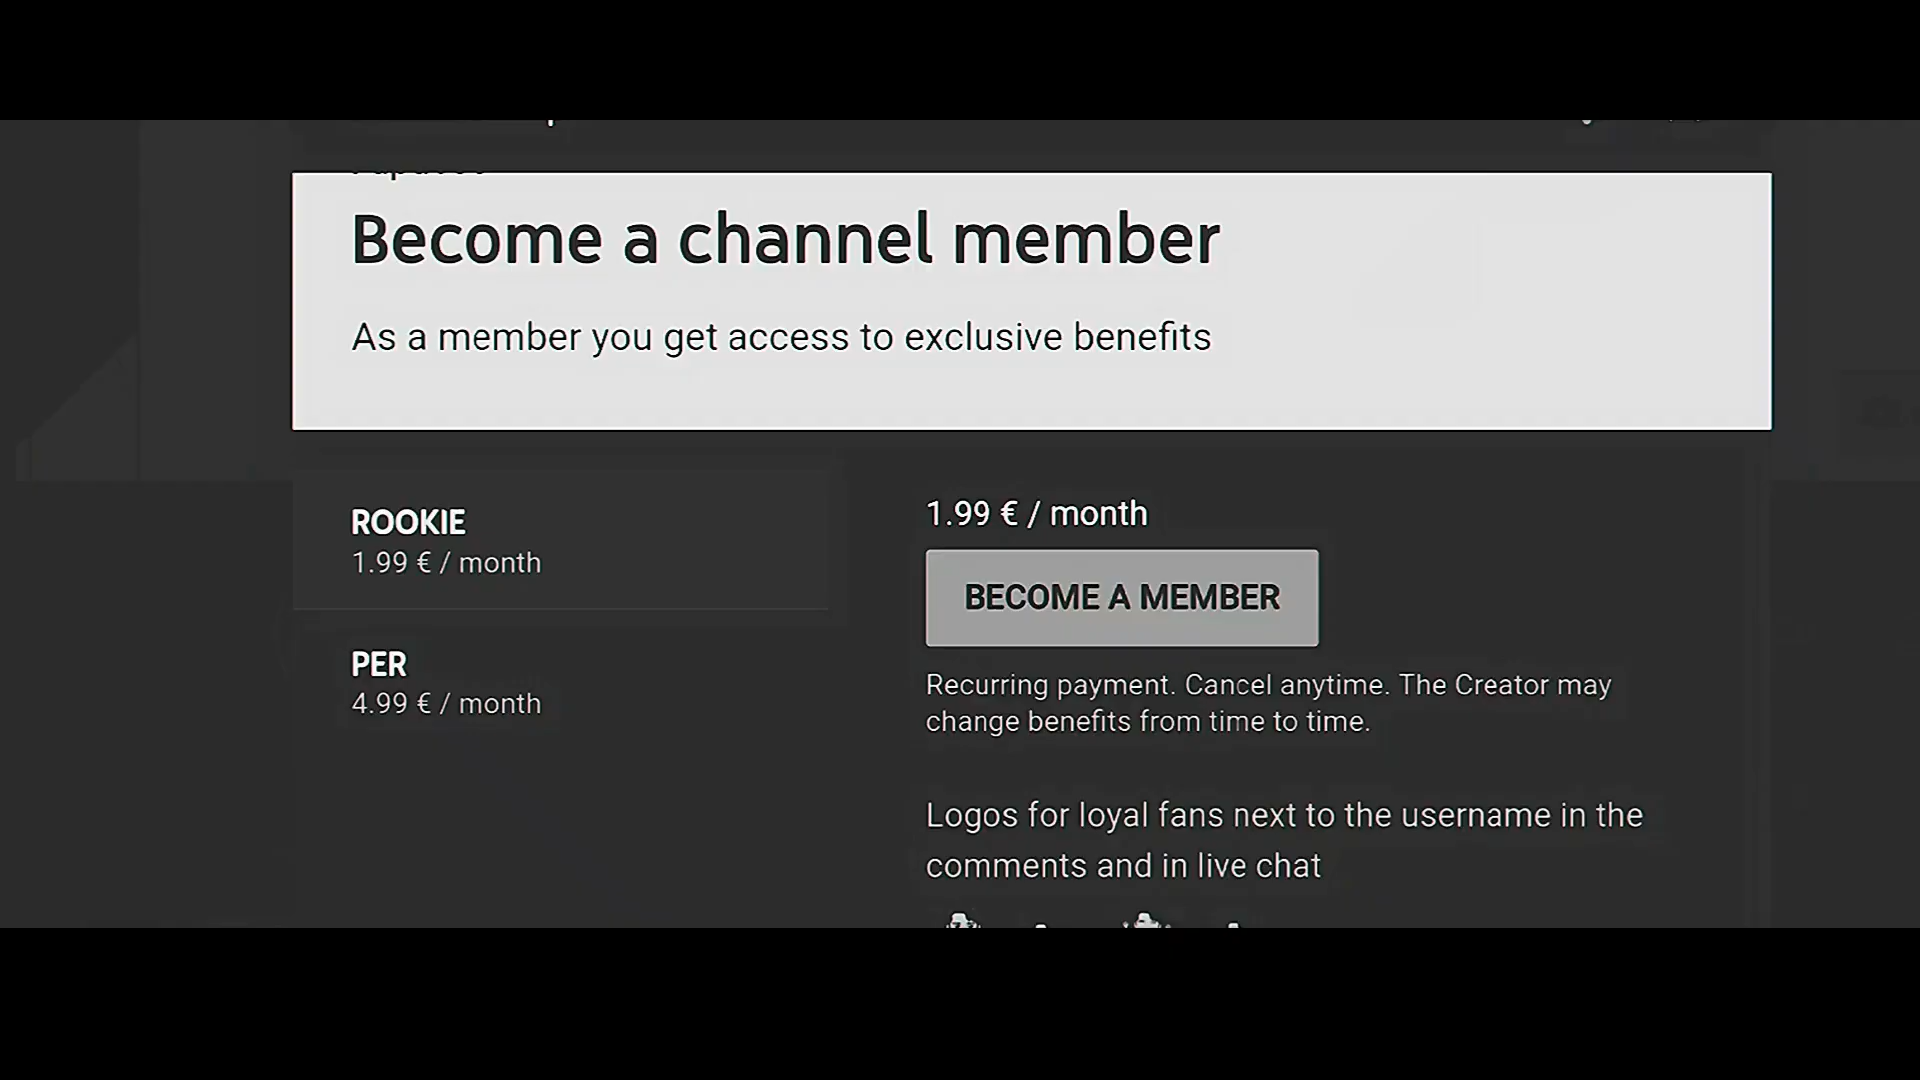 Become a channel member
As a member you get access to exclusive benefits
ROOKIE
1.99 € / month
PER
4.99 € / month
1.99 € / month
BECOME A MEMBER
Recurring payment. Cancel anytime. The Creator may
change benefits from time to time.
Logos for loyal fans next to the username in the
comments and in live chat